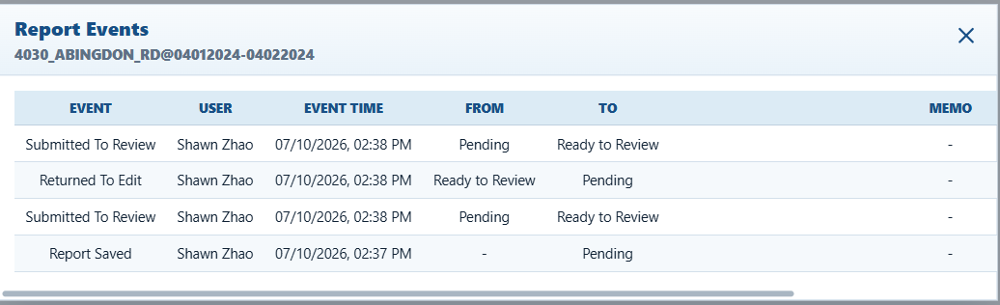 Report Events
4030_ABINGDON_RD@04012024-04022024
EVENT USER EVENT TIME FROM TO MEMO
Submitted To Review Shawn Zhao 07/10/2026, 02:38 PM Pending Ready to Review -
Returned To Edit Shawn Zhao 07/10/2026, 02:38 PM Ready to Review Pending -
Submitted To Review Shawn Zhao 07/10/2026, 02:38 PM Pending Ready to Review -
Report Saved Shawn Zhao 07/10/2026, 02:37 PM - Pending -